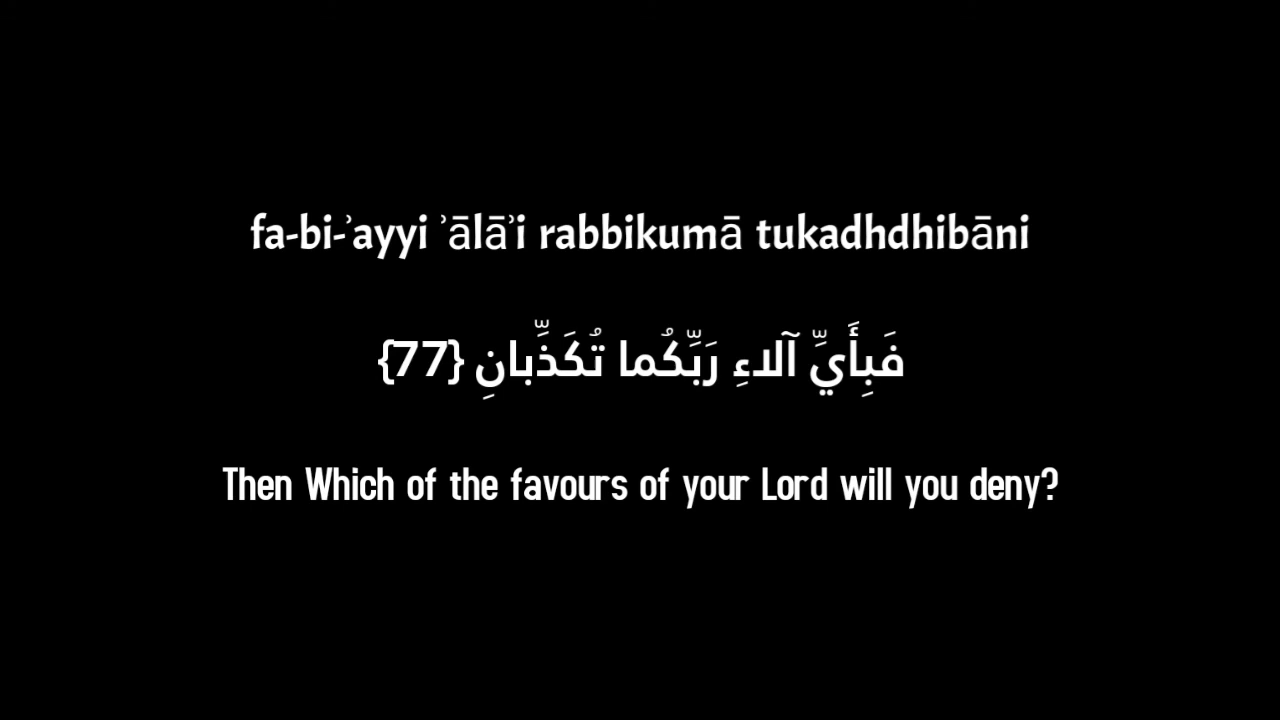 fa-bi-ʾayyi ʾālāʾi rabbikumā tukadhdhibāni
فَبِأَيِّ آلاءِ رَبِّكُما تُكَذِّبانِ {77}
Then Which of the favours of your Lord will you deny?